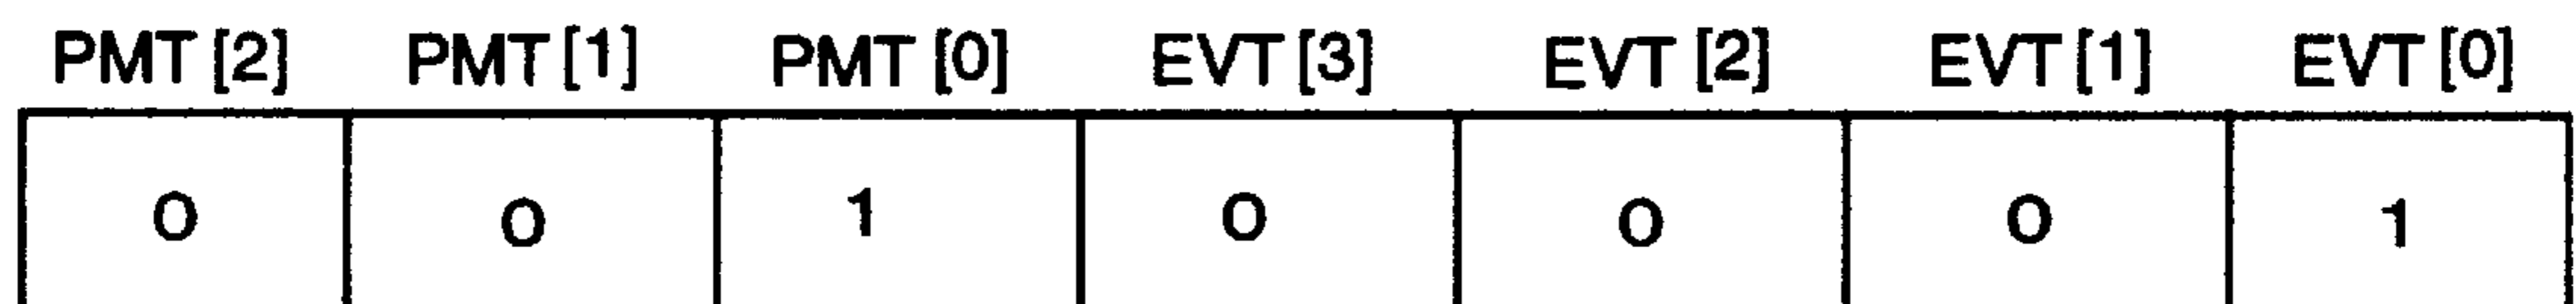 PMT [2] PMT [1] PMT [0] EVT [3] EVT [2] EVT [1] EVT [0]
0 0 1 0 0 0 1